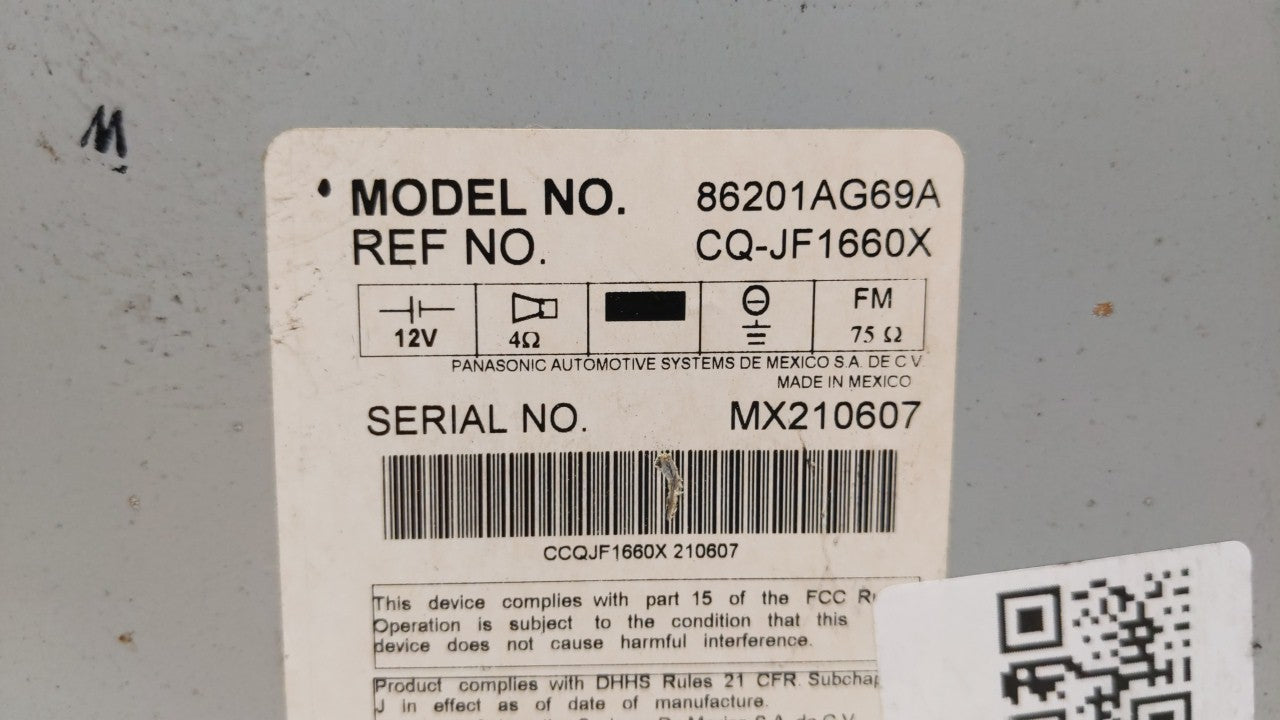 M
MODEL NO. 86201AG69A
REF NO. CQ-JF1660X
12V 4Ω FM 75 Ω
PANASONIC AUTOMOTIVE SYSTEMS DE MEXICO S.A. DE C V.
MADE IN MEXICO
SERIAL NO. MX210607
CCQJF1660X 210607
This device complies with part 15 of the FCC
Operation is subject to the condition that this
device does not cause harmful interference.
Product complies with DHHS Rules 21 CFR. Subchap
J in effect as of date of manufacture.